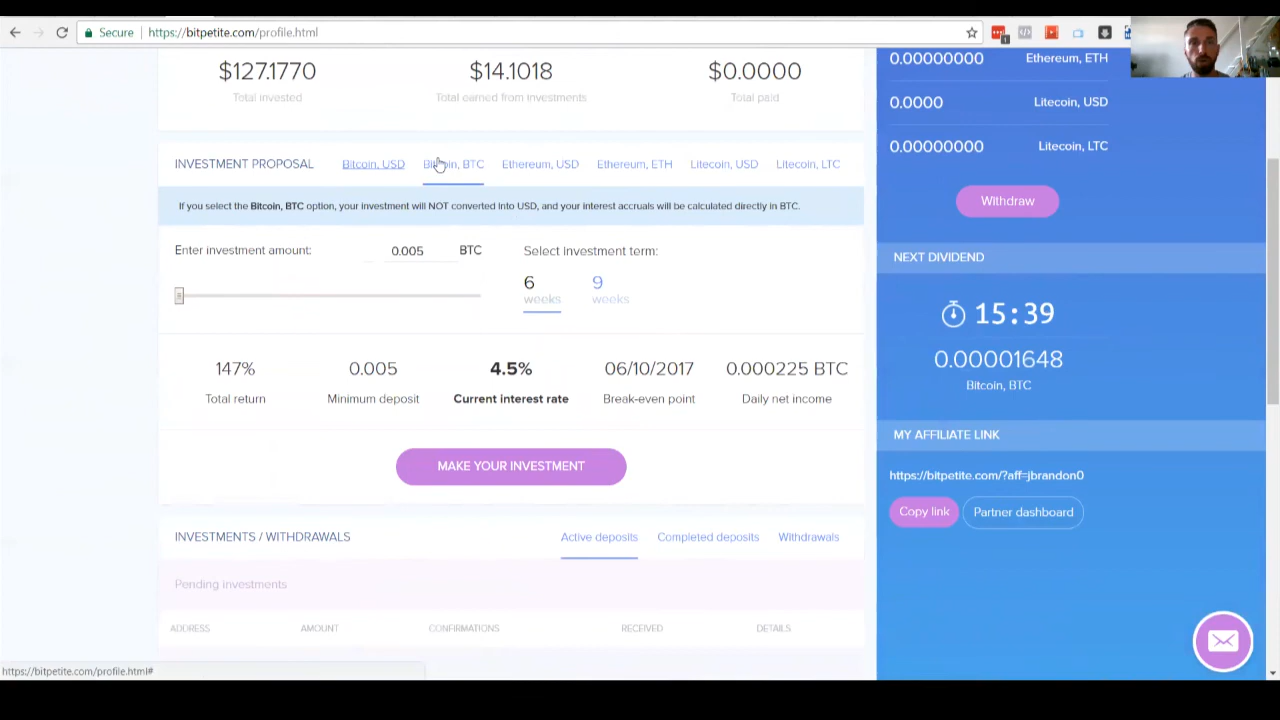 Secure https://bitpetite.com/profile.html
$127.1770 $14.1018 $0.0000
Total invested Total earned from investments Total paid
INVESTMENT PROPOSAL Bitcoin, USD Bitcoin, BTC Ethereum, USD Ethereum, ETH Litecoin, USD Litecoin, LTC
If you select the Bitcoin, BTC option, your investment will NOT converted into USD, and your interest accruals will be calculated directly in BTC.
Enter investment amount: 0.005 BTC Select investment term:
6 9
weeks weeks
147% 0.005 4.5% 06/10/2017 0.000225 BTC
Total return Minimum deposit Current interest rate Break-even point Daily net income
MAKE YOUR INVESTMENT
INVESTMENTS / WITHDRAWALS Active deposits Completed deposits Withdrawals
Pending investments
ADDRESS AMOUNT CONFIRMATIONS RECEIVED DETAILS
0.00000000 Ethereum, ETH
0.0000 Litecoin, USD
0.00000000 Litecoin, LTC
Withdraw
NEXT DIVIDEND
15:39
0.00001648
Bitcoin, BTC
MY AFFILIATE LINK
https://bitpetite.com/?aff=jbrandon0
Copy link Partner dashboard
https://bitpetite.com/profile.html#